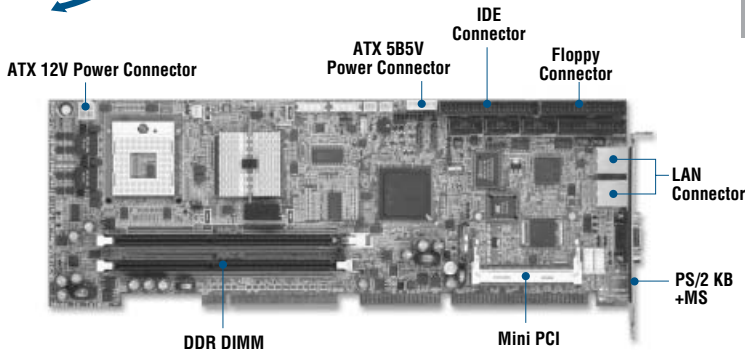 IDE
Connector
ATX 5B5V
Power Connector
Floppy
Connector
ATX 12V Power Connector
LAN
Connector
PS/2 KB
+MS
DDR DIMM
Mini PCI